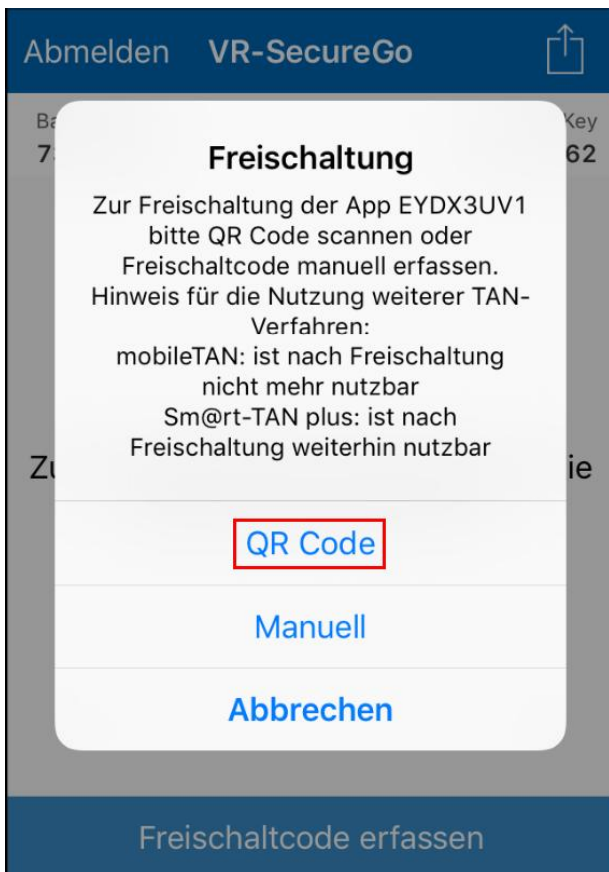 Abmelden VR-SecureGo
Key
62
Freischaltung
Zur Freischaltung der App EYDX3UV1
bitte QR Code scannen oder
Freischaltcode manuell erfassen.
Hinweis für die Nutzung weiterer TAN-
Verfahren:
mobileTAN: ist nach Freischaltung
nicht mehr nutzbar
Sm@rt-TAN plus: ist nach
Freischaltung weiterhin nutzbar
QR Code
Manuell
Abbrechen
Freischaltcode erfassen